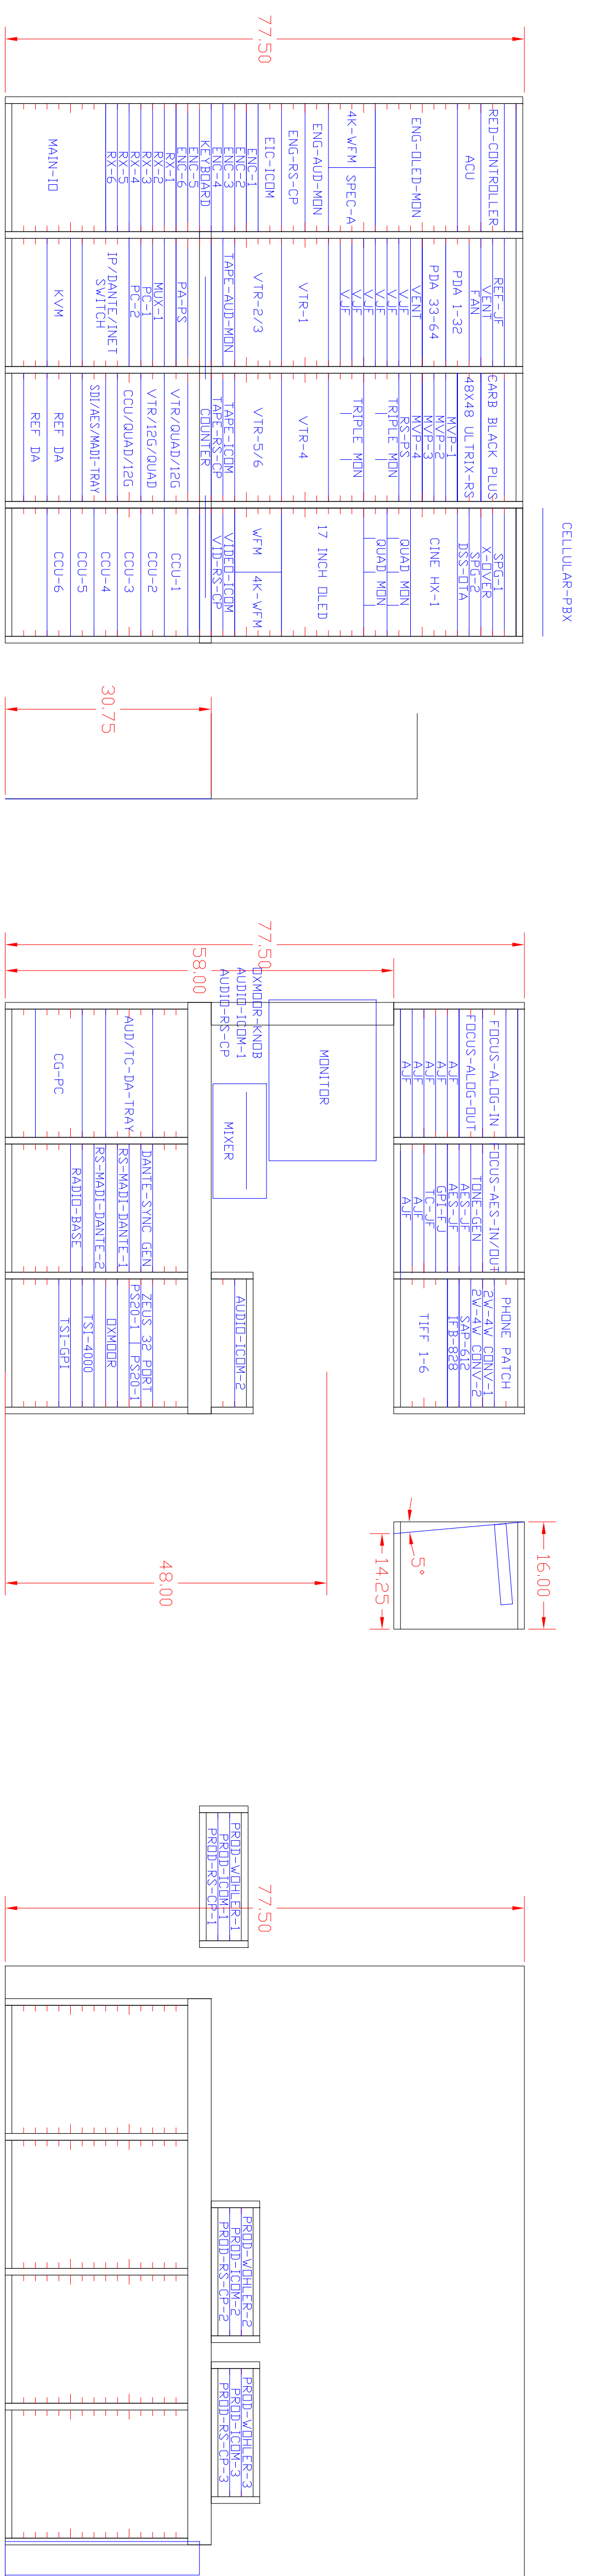 77.50
RED-CONTROLLER
ACU
ENG-OLED-MON
4K-WFM SPEC-A
ENG-AUD-MON
ENG-RS-CP
EIC-ICOM
ENC-1
ENC-2
ENC-3
ENC-4
KEYBOARD
ENC-5
ENC-6
RX-1
RX-2
RX-3
RX-4
RX-5
RX-6
MAIN-IO
REF-JF
VENT
FAN
PDA 1-32
PDA 33-64
VENT
VJF
VJF
VJF
VJF
VJF
VJF
VTR-1
VTR-2/3
TAPE-AUD-MON
PA-PS
MUX-1
PC-1
PC-2
IP/DANTE/INET
SWITCH
KVM
CARB BLACK PLUS
48X48 ULTRIX-RS
MVP-1
MVP-2
MVP-3
MVP-4
RS-PS
TRIPLE MON
TRIPLE MON
VTR-4
VTR-5/6
TAPE-ICOM
TAPE-RS-CP
COUNTER
VTR/QUAD/12G
VTR/12G/QUAD
CCU/QUAD/12G
SDI/AES/MADI-TRAY
REF DA
REF DA
CELLULAR-PBX
SPG-1
X-OVER
SPG-2
DSS-OTA
CINE HX-1
QUAD MON
QUAD MON
17 INCH OLED
WFM 4K-WFM
VIDEO-ICOM
VID-RS-CP
CCU-1
CCU-2
CCU-3
CCU-4
CCU-5
CCU-6
30.75
77.50
58.00
OXMOOR-KNOB
AUDIO-ICOM-1
AUDIO-RS-CP
MONITOR
MIXER
FOCUS-ALOG-IN
FOCUS-ALOG-OUT
AJF
AJF
AJF
AJF
AJF
AUD/TC-DA-TRAY
CG-PC
FOCUS-AES-IN/OUT
TONE-GEN
AES-JF
AES-JF
GPI-FJ
TC-JF
AJF
AJF
DANTE-SYNC GEN
RS-MADI-DANTE-1
RS-MADI-DANTE-2
RADIO-BASE
PHONE PATCH
2W-4W CONV-1
2W-4W CONV-2
SAP-612
IFB-828
TIFF 1-6
AUDIO-ICOM-2
ZEUS 32 PORT
PS20-1 PS20-1
OXMOOR
TSI-4000
TSI-GPI
48.00
16.00
5°
14.25
PROD-WOHLER-1
PROD-ICOM-1
PROD-RS-CP-1
77.50
PROD-WOHLER-2
PROD-ICOM-2
PROD-RS-CP-2
PROD-WOHLER-3
PROD-ICOM-3
PROD-RS-CP-3